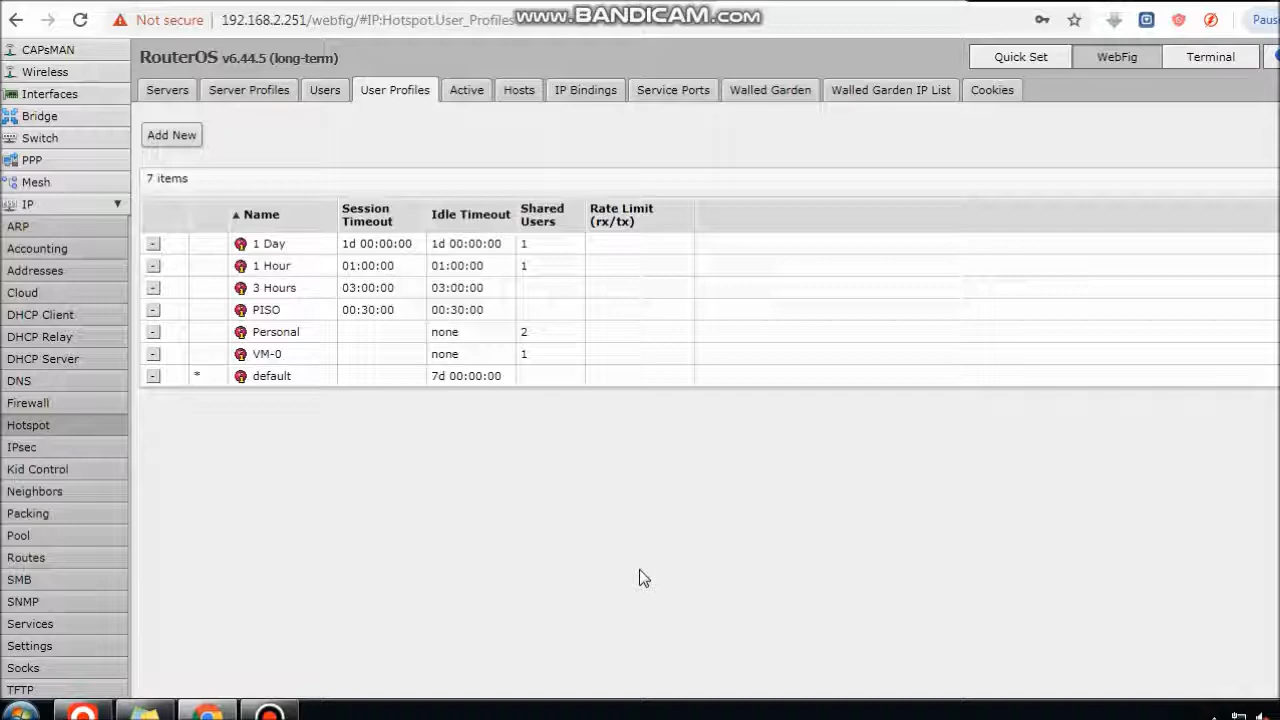 Not secure 192.168.2.251/webfig/#IP:Hotspot.User_Profiles Paus
www.BANDICAM.com
CAPsMAN
Wireless
Interfaces
Bridge
Switch
PPP
Mesh
IP ▼
ARP
Accounting
Addresses
Cloud
DHCP Client
DHCP Relay
DHCP Server
DNS
Firewall
Hotspot
IPsec
Kid Control
Neighbors
Packing
Pool
Routes
SMB
SNMP
Services
Settings
Socks
TFTP
RouterOS v6.44.5 (long-term) Quick Set WebFig Terminal
Servers Server Profiles Users User Profiles Active Hosts IP Bindings Service Ports Walled Garden Walled Garden IP List Cookies
Add New
7 items
▲ Name Session Timeout Idle Timeout Shared Users Rate Limit (rx/tx)
- 1 Day 1d 00:00:00 1d 00:00:00 1
- 1 Hour 01:00:00 01:00:00 1
- 3 Hours 03:00:00 03:00:00
- PISO 00:30:00 00:30:00
- Personal none 2
- VM-0 none 1
- * default 7d 00:00:00